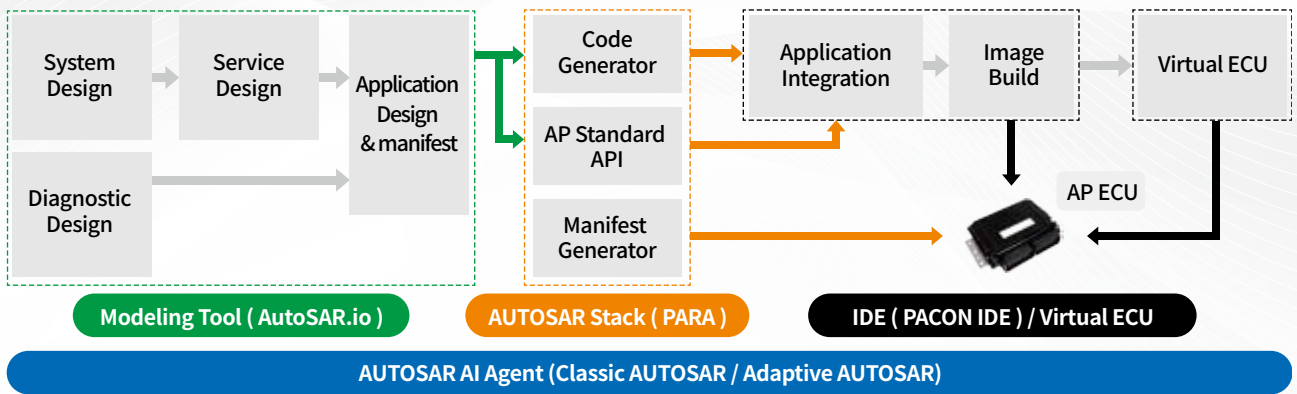 System
Design
Service
Design
Application
Design
& manifest
Diagnostic
Design
Code
Generator
AP Standard
API
Manifest
Generator
Application
Integration
Image
Build
Virtual ECU
AP ECU
Modeling Tool ( AutoSAR.io )
AUTOSAR Stack ( PARA )
IDE ( PACON IDE ) / Virtual ECU
AUTOSAR AI Agent (Classic AUTOSAR / Adaptive AUTOSAR)